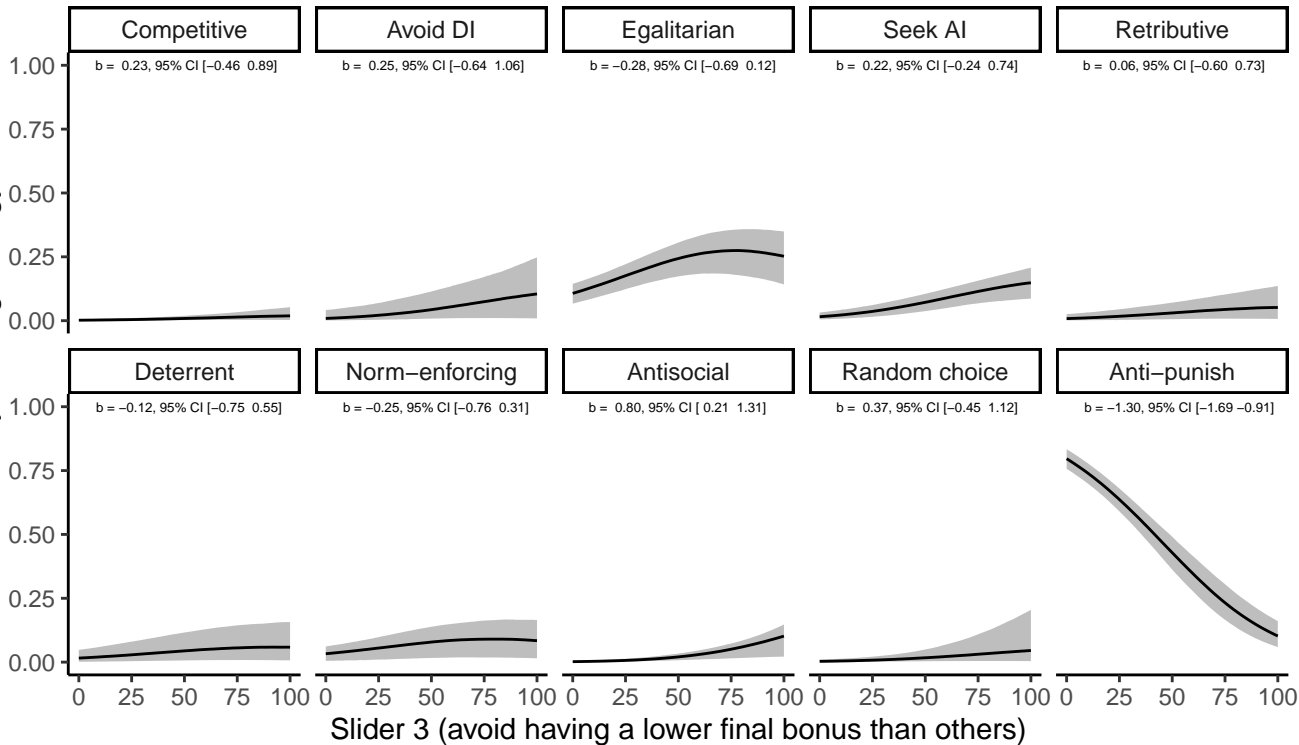 Competitive Avoid DI Egalitarian Seek AI Retributive
b = 0.23, 95% CI [−0.46 0.89] b = 0.25, 95% CI [−0.64 1.06] b = −0.28, 95% CI [−0.69 0.12] b = 0.22, 95% CI [−0.24 0.74] b = 0.06, 95% CI [−0.60 0.73]
1.00
0.75
0.50
0.25
0.00
Deterrent Norm−enforcing Antisocial Random choice Anti−punish
b = −0.12, 95% CI [−0.75 0.55] b = −0.25, 95% CI [−0.76 0.31] b = 0.80, 95% CI [ 0.21 1.31] b = 0.37, 95% CI [−0.45 1.12] b = −1.30, 95% CI [−1.69 −0.91]
1.00
0.75
0.50
0.25
0.00
0 25 50 75 100 0 25 50 75 100 0 25 50 75 100 0 25 50 75 100 0 25 50 75 100
Slider 3 (avoid having a lower final bonus than others)